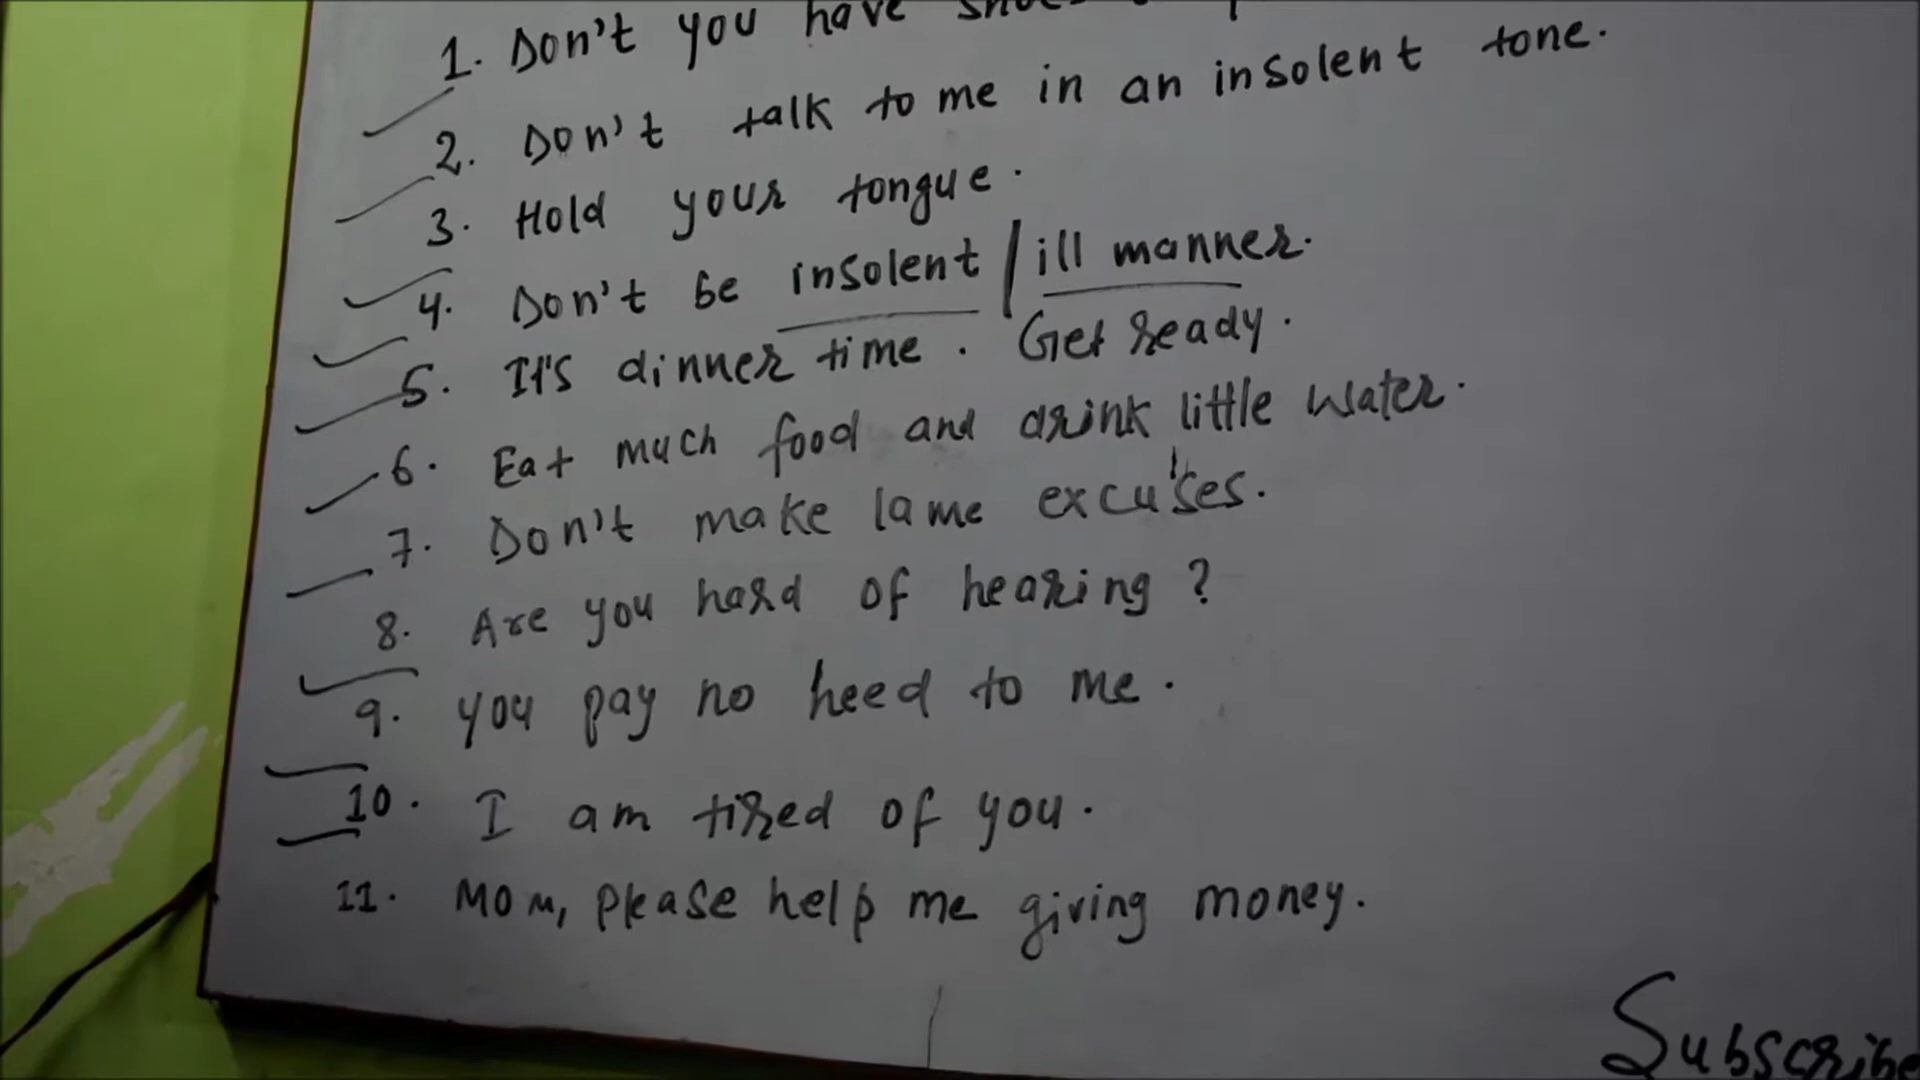 1. Don't you have
2. Don't talk to me in an insolent tone.
3. Hold your tongue.
4. Don't be insolent / ill manner.
5. It's dinner time. Get ready.
6. Eat much food and drink little water.
7. Don't make lame excuses.
8. Are you hard of hearing?
9. you pay no heed to me.
10. I am tired of you.
11. Mom, please help me giving money.
Subscribe